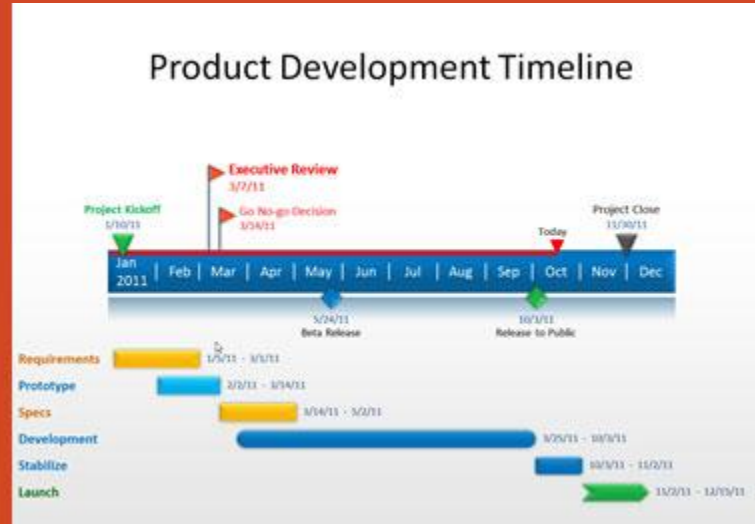 Product Development Timeline
Executive Review
3/7/11
Project Kickoff
1/10/11
Go No-go Decision
3/14/11
Project Close
11/30/11
Today
Jan 2011 | Feb | Mar | Apr | May | Jun | Jul | Aug | Sep | Oct | Nov | Dec
5/24/11
Beta Release
10/3/11
Release to Public
Requirements 1/5/11 - 3/1/11
Prototype 2/2/11 - 3/14/11
Specs 3/14/11 - 5/2/11
Development 3/25/11 - 10/3/11
Stabilize 10/3/11 - 11/2/11
Launch 11/2/11 - 12/15/11